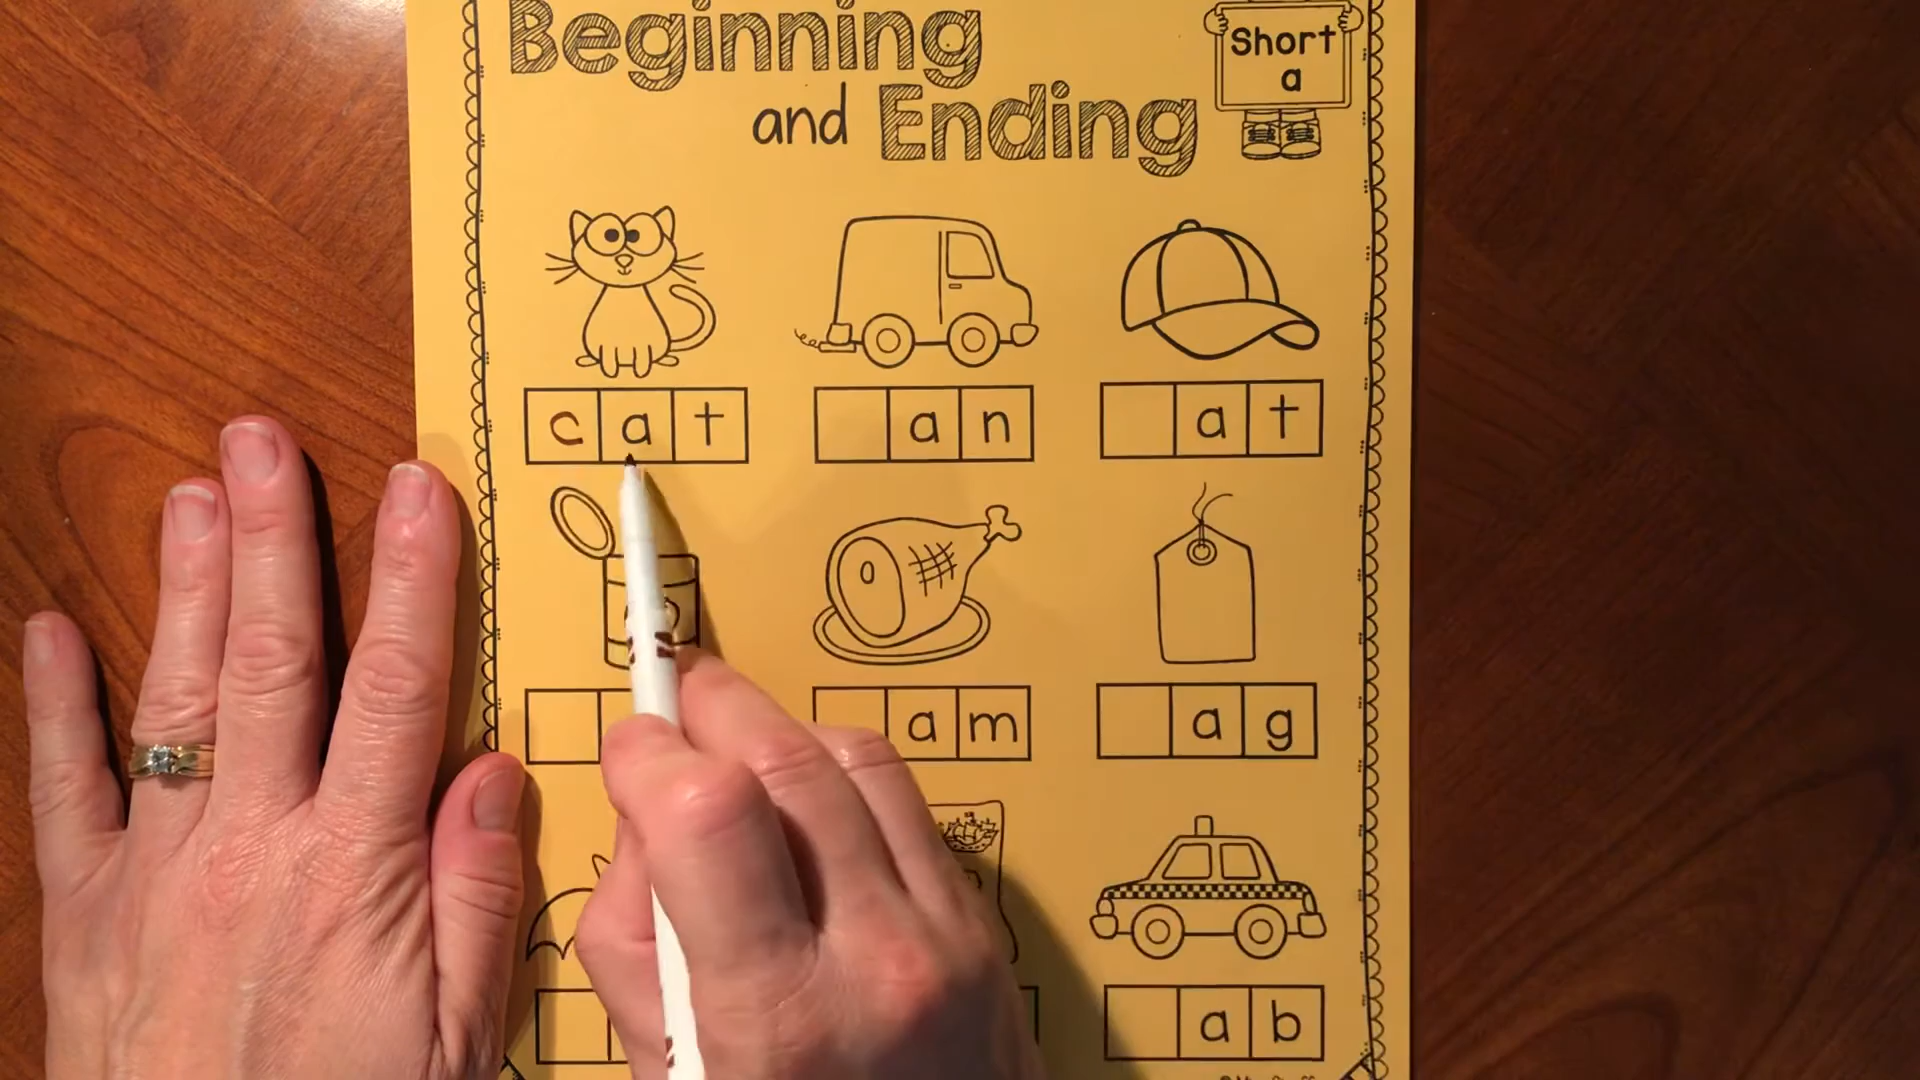 Beginning
and Ending
Short
a
c a t
a n
a t
a m
a g
a b